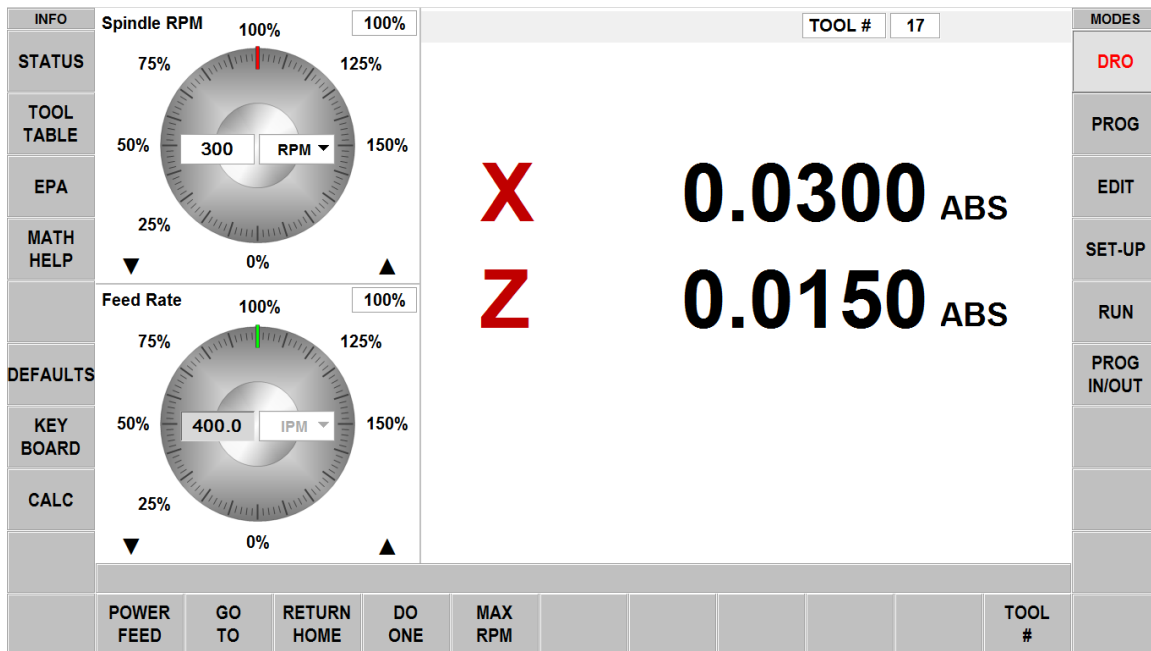 INFO
STATUS
TOOL
TABLE
EPA
MATH
HELP
DEFAULTS
KEY
BOARD
CALC
Spindle RPM
100%
100%
75%
125%
50%
300
RPM
150%
25%
0%
Feed Rate
100%
100%
75%
125%
50%
400.0
IPM
150%
25%
0%
TOOL # 17
X 0.0300 ABS
Z 0.0150 ABS
MODES
DRO
PROG
EDIT
SET-UP
RUN
PROG
IN/OUT
POWER
FEED
GO
TO
RETURN
HOME
DO
ONE
MAX
RPM
TOOL
#